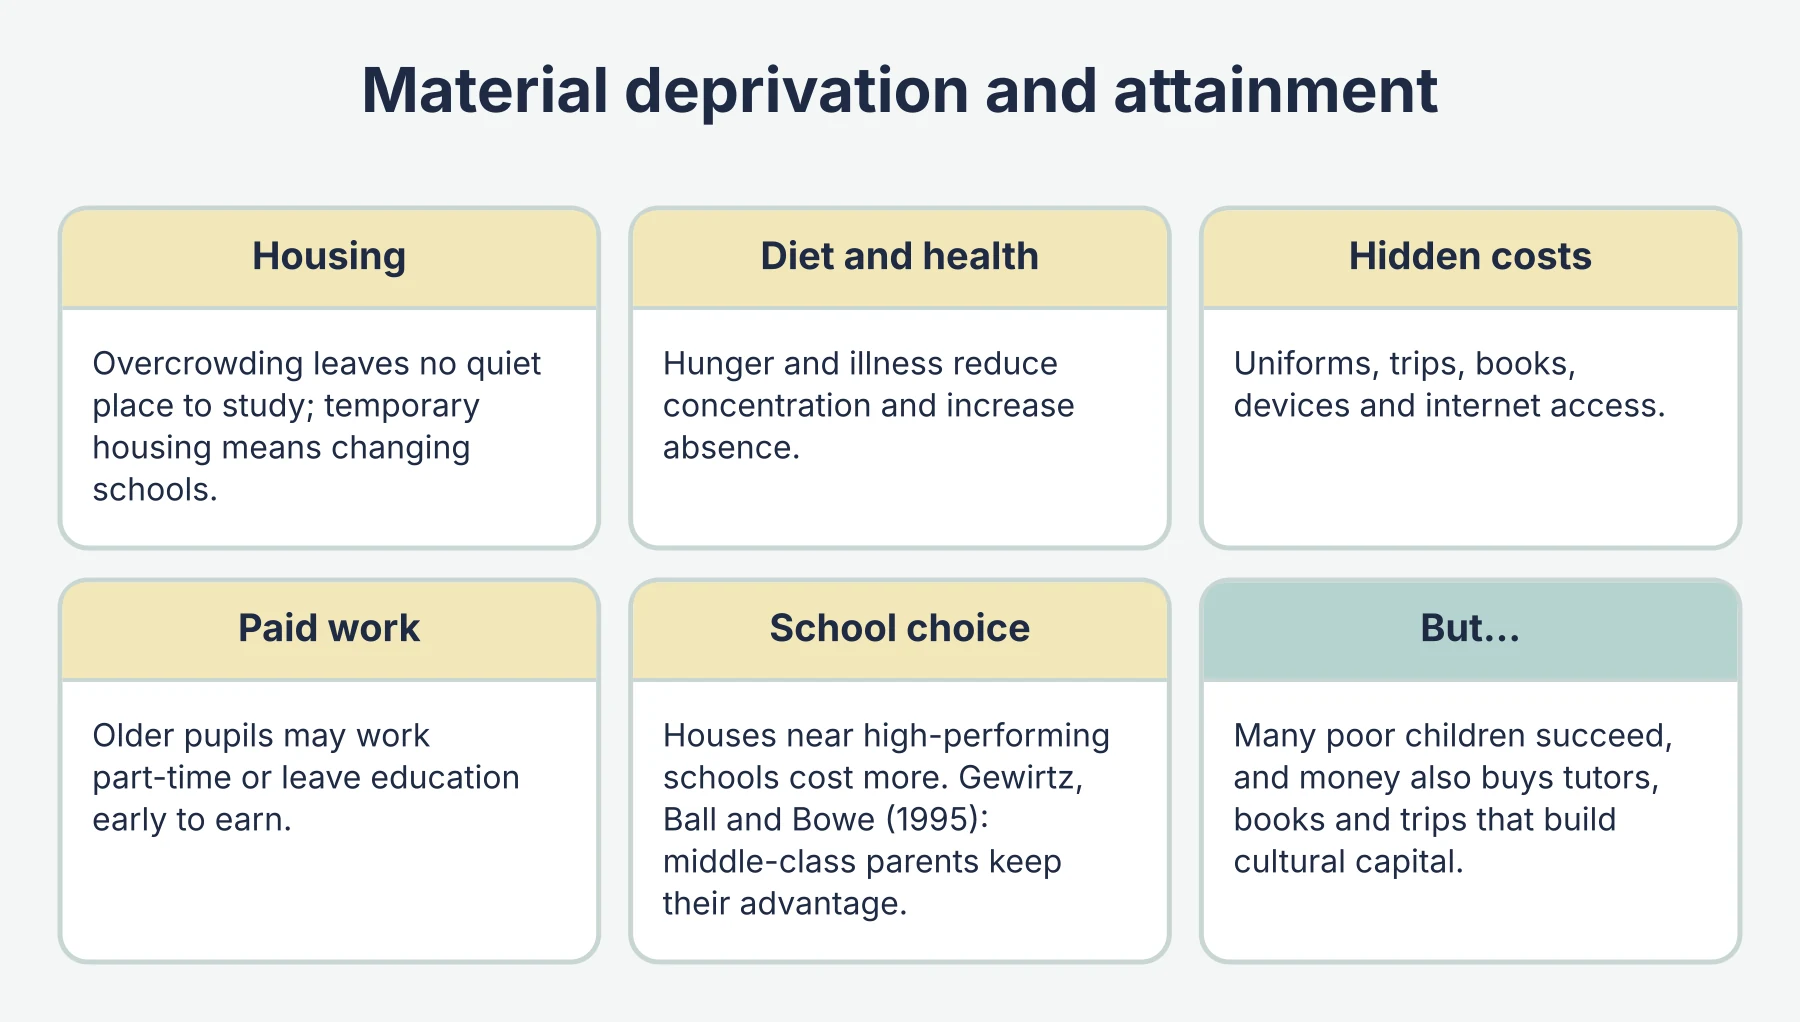 Material deprivation and attainment
Housing
Overcrowding leaves no quiet
place to study; temporary
housing means changing
schools.
Diet and health
Hunger and illness reduce
concentration and increase
absence.
Hidden costs
Uniforms, trips, books,
devices and internet access.
Paid work
Older pupils may work
part-time or leave education
early to earn.
School choice
Houses near high-performing
schools cost more. Gewirtz,
Ball and Bowe (1995):
middle-class parents keep
their advantage.
But…
Many poor children succeed,
and money also buys tutors,
books and trips that build
cultural capital.